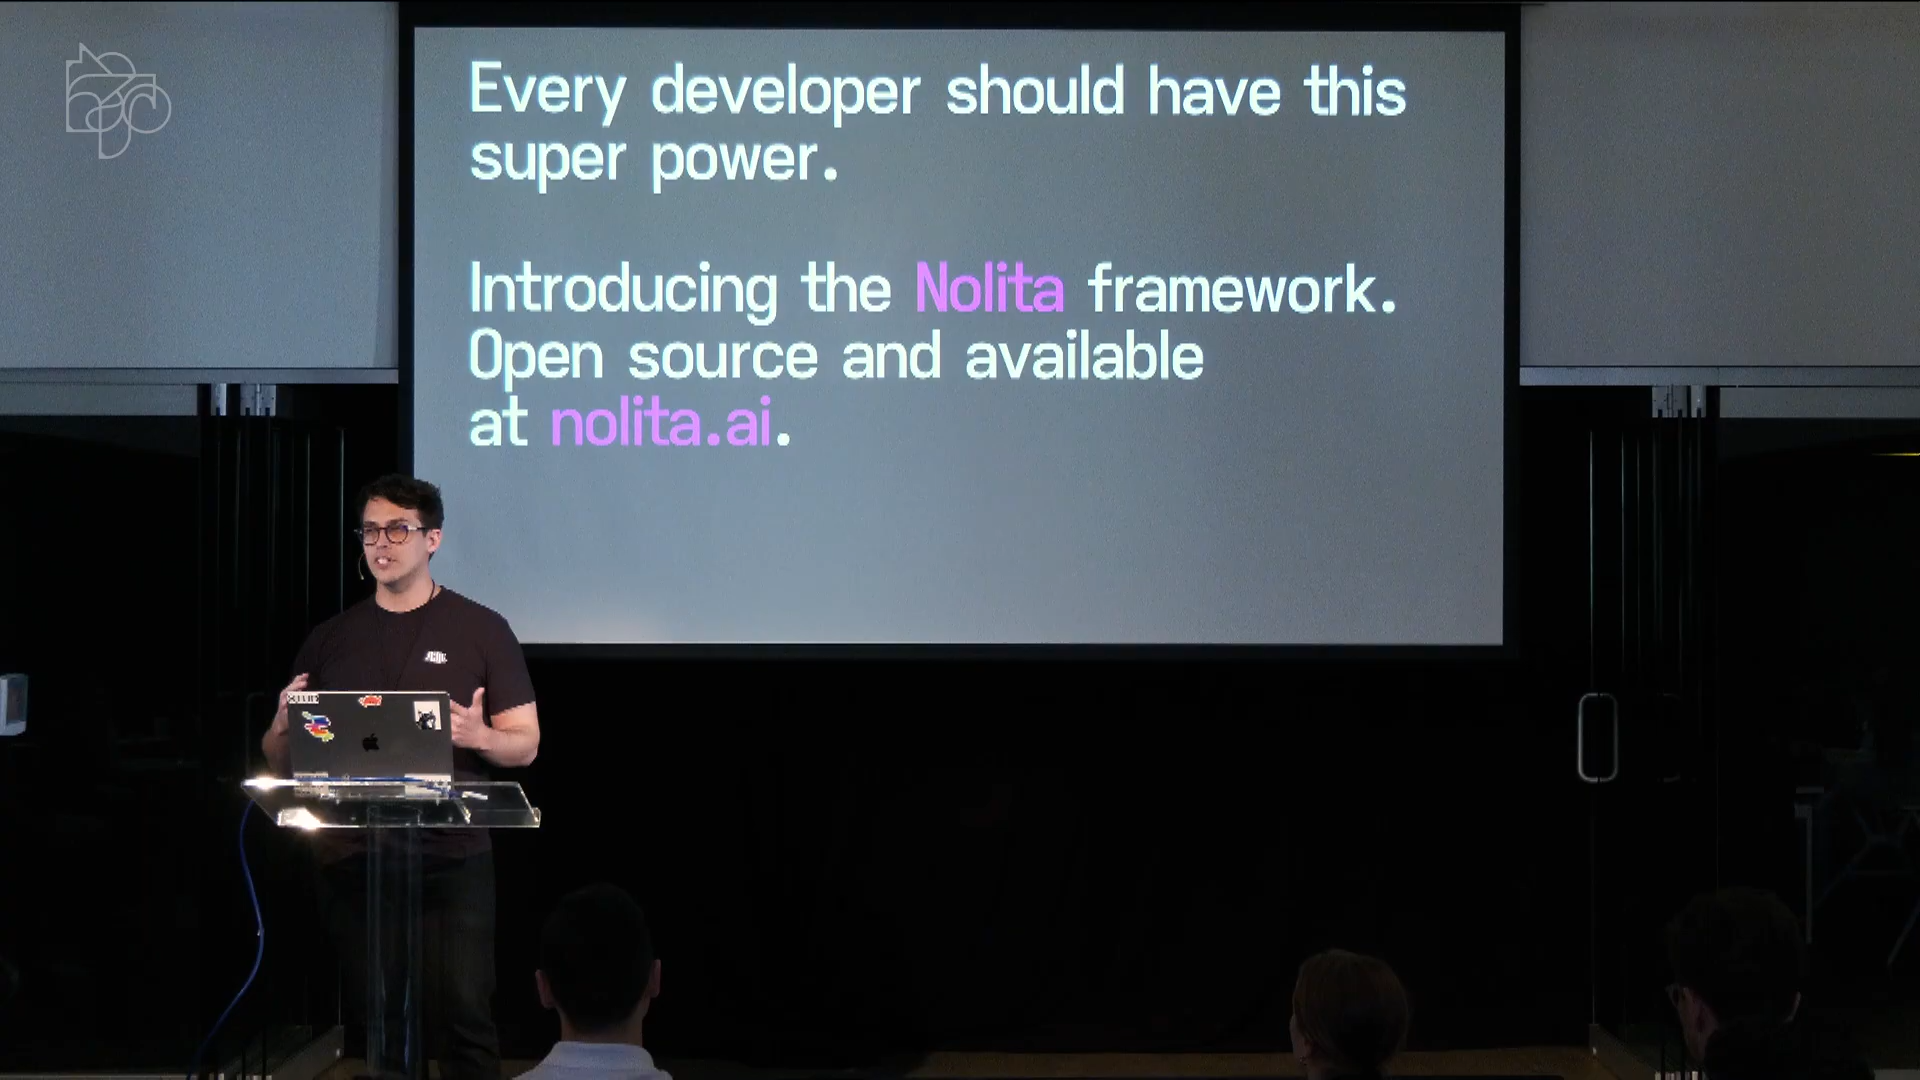 Every developer should have this
super power.
Introducing the Nolita framework.
Open source and available
at nolita.ai.